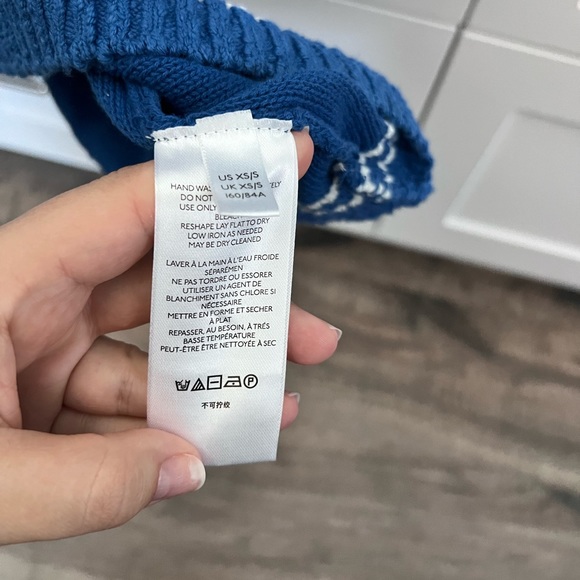 US XS/S
UK XS/S
160/84A
HAND WAS ELY
DO NOT
USE ONLY
BLEACH
RESHAPE LAY FLAT TO DRY
LOW IRON AS NEEDED
MAY BE DRY CLEANED
LAVER À LA MAIN À L'EAU FROIDE
SÉPARÉMEN
NE PAS TORDRE OU ESSORER
UTILISER UN AGENT DE
BLANCHIMENT SANS CHLORE SI
NÉCESSAIRE
METTRE EN FORME ET SECHER
À PLAT
REPASSER, AU BESOIN, À TRÉS
BASSE TEMPÉRATURE
PEUT-ÊTRE ÊTRE NETTOYÉE À SEC
P
不可拧绞